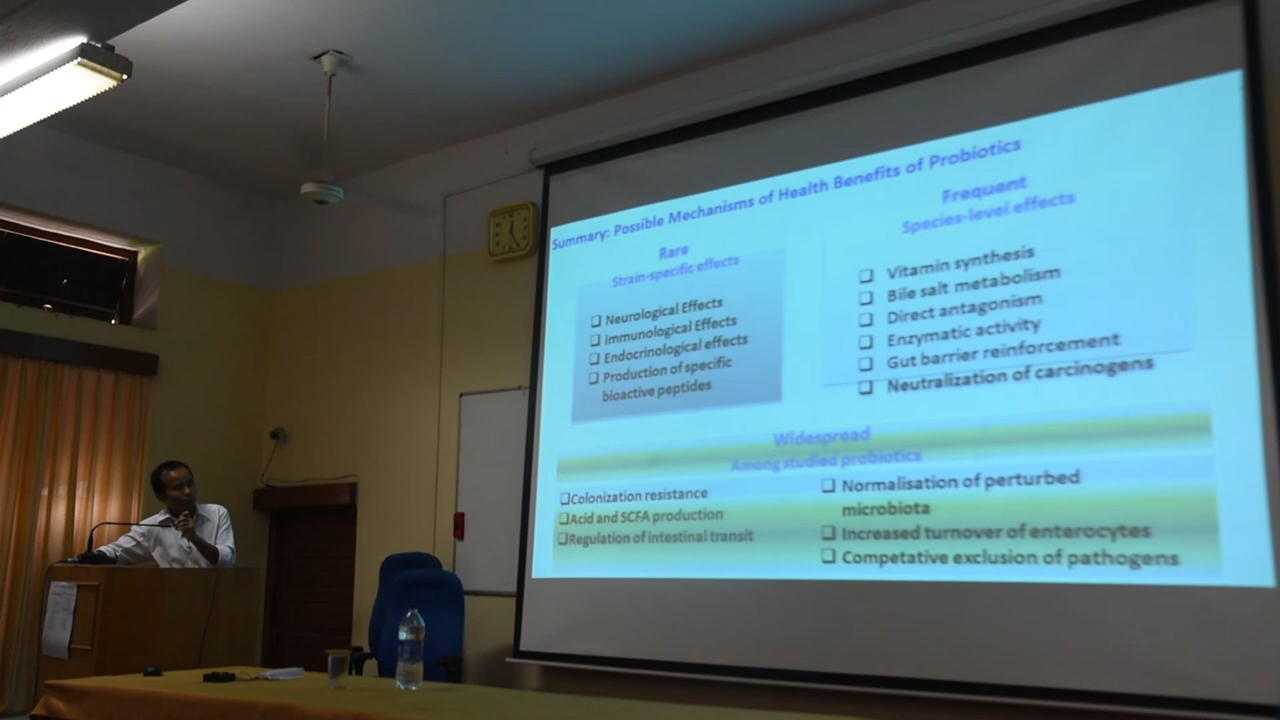 Summary: Possible Mechanisms of Health Benefits of Probiotics
Rare
Strain-specific effects
❑ Neurological Effects
❑ Immunological Effects
❑ Endocrinological effects
❑ Production of specific
bioactive peptides
Frequent
Species-level effects
❑ Vitamin synthesis
❑ Bile salt metabolism
❑ Direct antagonism
❑ Enzymatic activity
❑ Gut barrier reinforcement
❑ Neutralization of carcinogens
Widespread
Among studied probiotics
❑Colonization resistance
❑Acid and SCFA production
❑Regulation of intestinal transit
❑ Normalisation of perturbed
microbiota
❑ Increased turnover of enterocytes
❑ Competative exclusion of pathogens